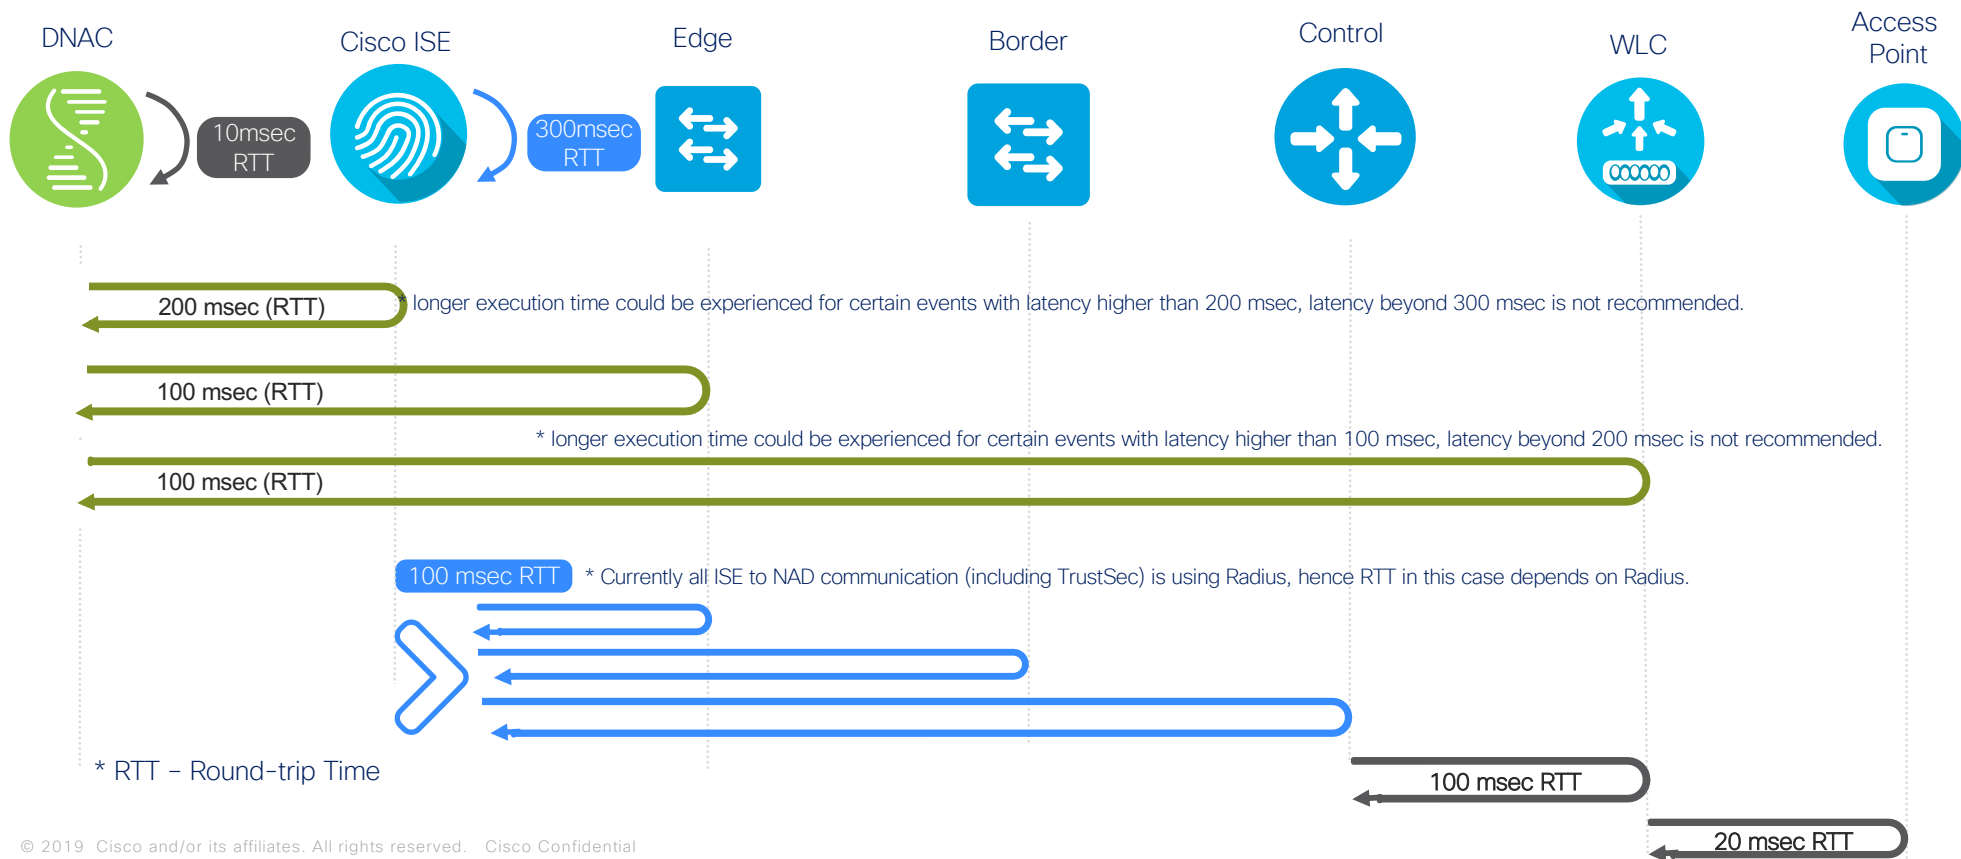 DNAC
Cisco ISE
Edge
Border
Control
WLC
Access
Point
10msec
RTT
300msec
RTT
200 msec (RTT)
* longer execution time could be experienced for certain events with latency higher than 200 msec, latency beyond 300 msec is not recommended.
100 msec (RTT)
* longer execution time could be experienced for certain events with latency higher than 100 msec, latency beyond 200 msec is not recommended.
100 msec (RTT)
100 msec RTT
* Currently all ISE to NAD communication (including TrustSec) is using Radius, hence RTT in this case depends on Radius.
* RTT – Round-trip Time
100 msec RTT
20 msec RTT
© 2019 Cisco and/or its affiliates. All rights reserved. Cisco Confidential